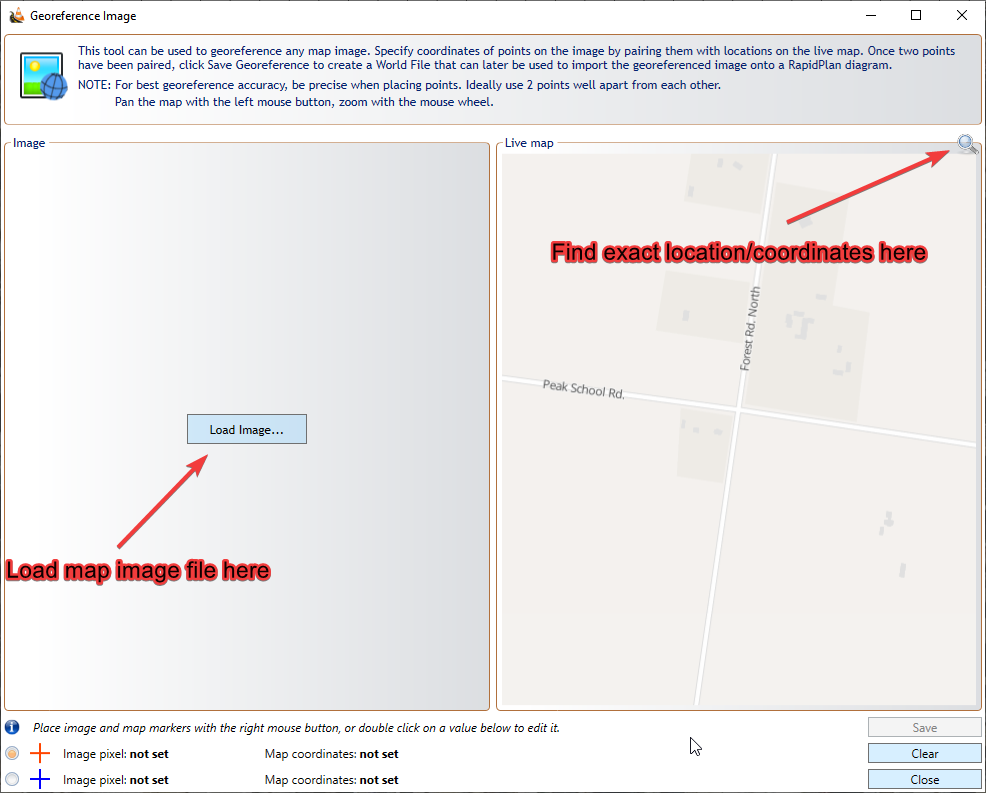 Georeference Image
This tool can be used to georeference any map image. Specify coordinates of points on the image by pairing them with locations on the live map. Once two points
have been paired, click Save Georeference to create a World File that can later be used to import the georeferenced image onto a RapidPlan diagram.
NOTE: For best georeference accuracy, be precise when placing points. Ideally use 2 points well apart from each other.
Pan the map with the left mouse button, zoom with the mouse wheel.
Image
Load Image...
Load map image file here
Live map
Find exact location/coordinates here
Forest Rd. North
Peak School Rd.
Place image and map markers with the right mouse button, or double click on a value below to edit it.
Save
Image pixel: not set Map coordinates: not set
Clear
Image pixel: not set Map coordinates: not set
Close